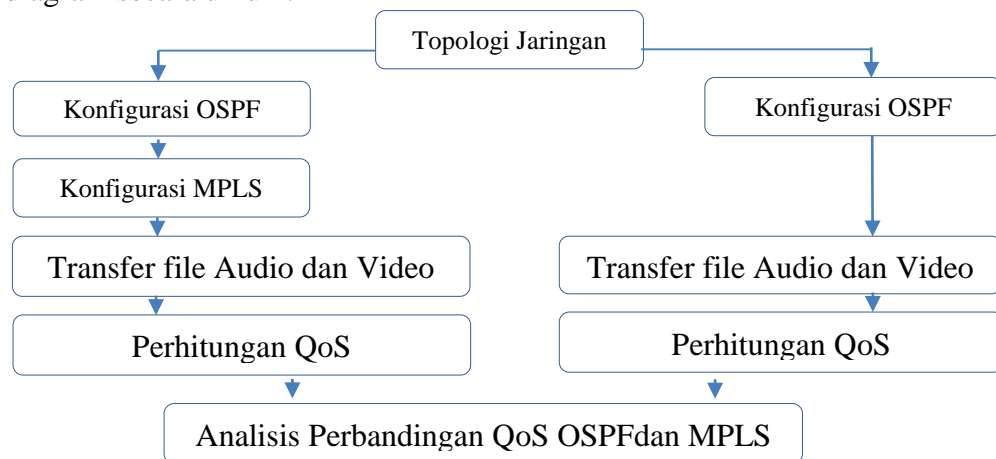 Topologi Jaringan
Konfigurasi OSPF
Konfigurasi OSPF
Konfigurasi MPLS
Transfer file Audio dan Video
Transfer file Audio dan Video
Perhitungan QoS
Perhitungan QoS
Analisis Perbandingan QoS OSPFdan MPLS